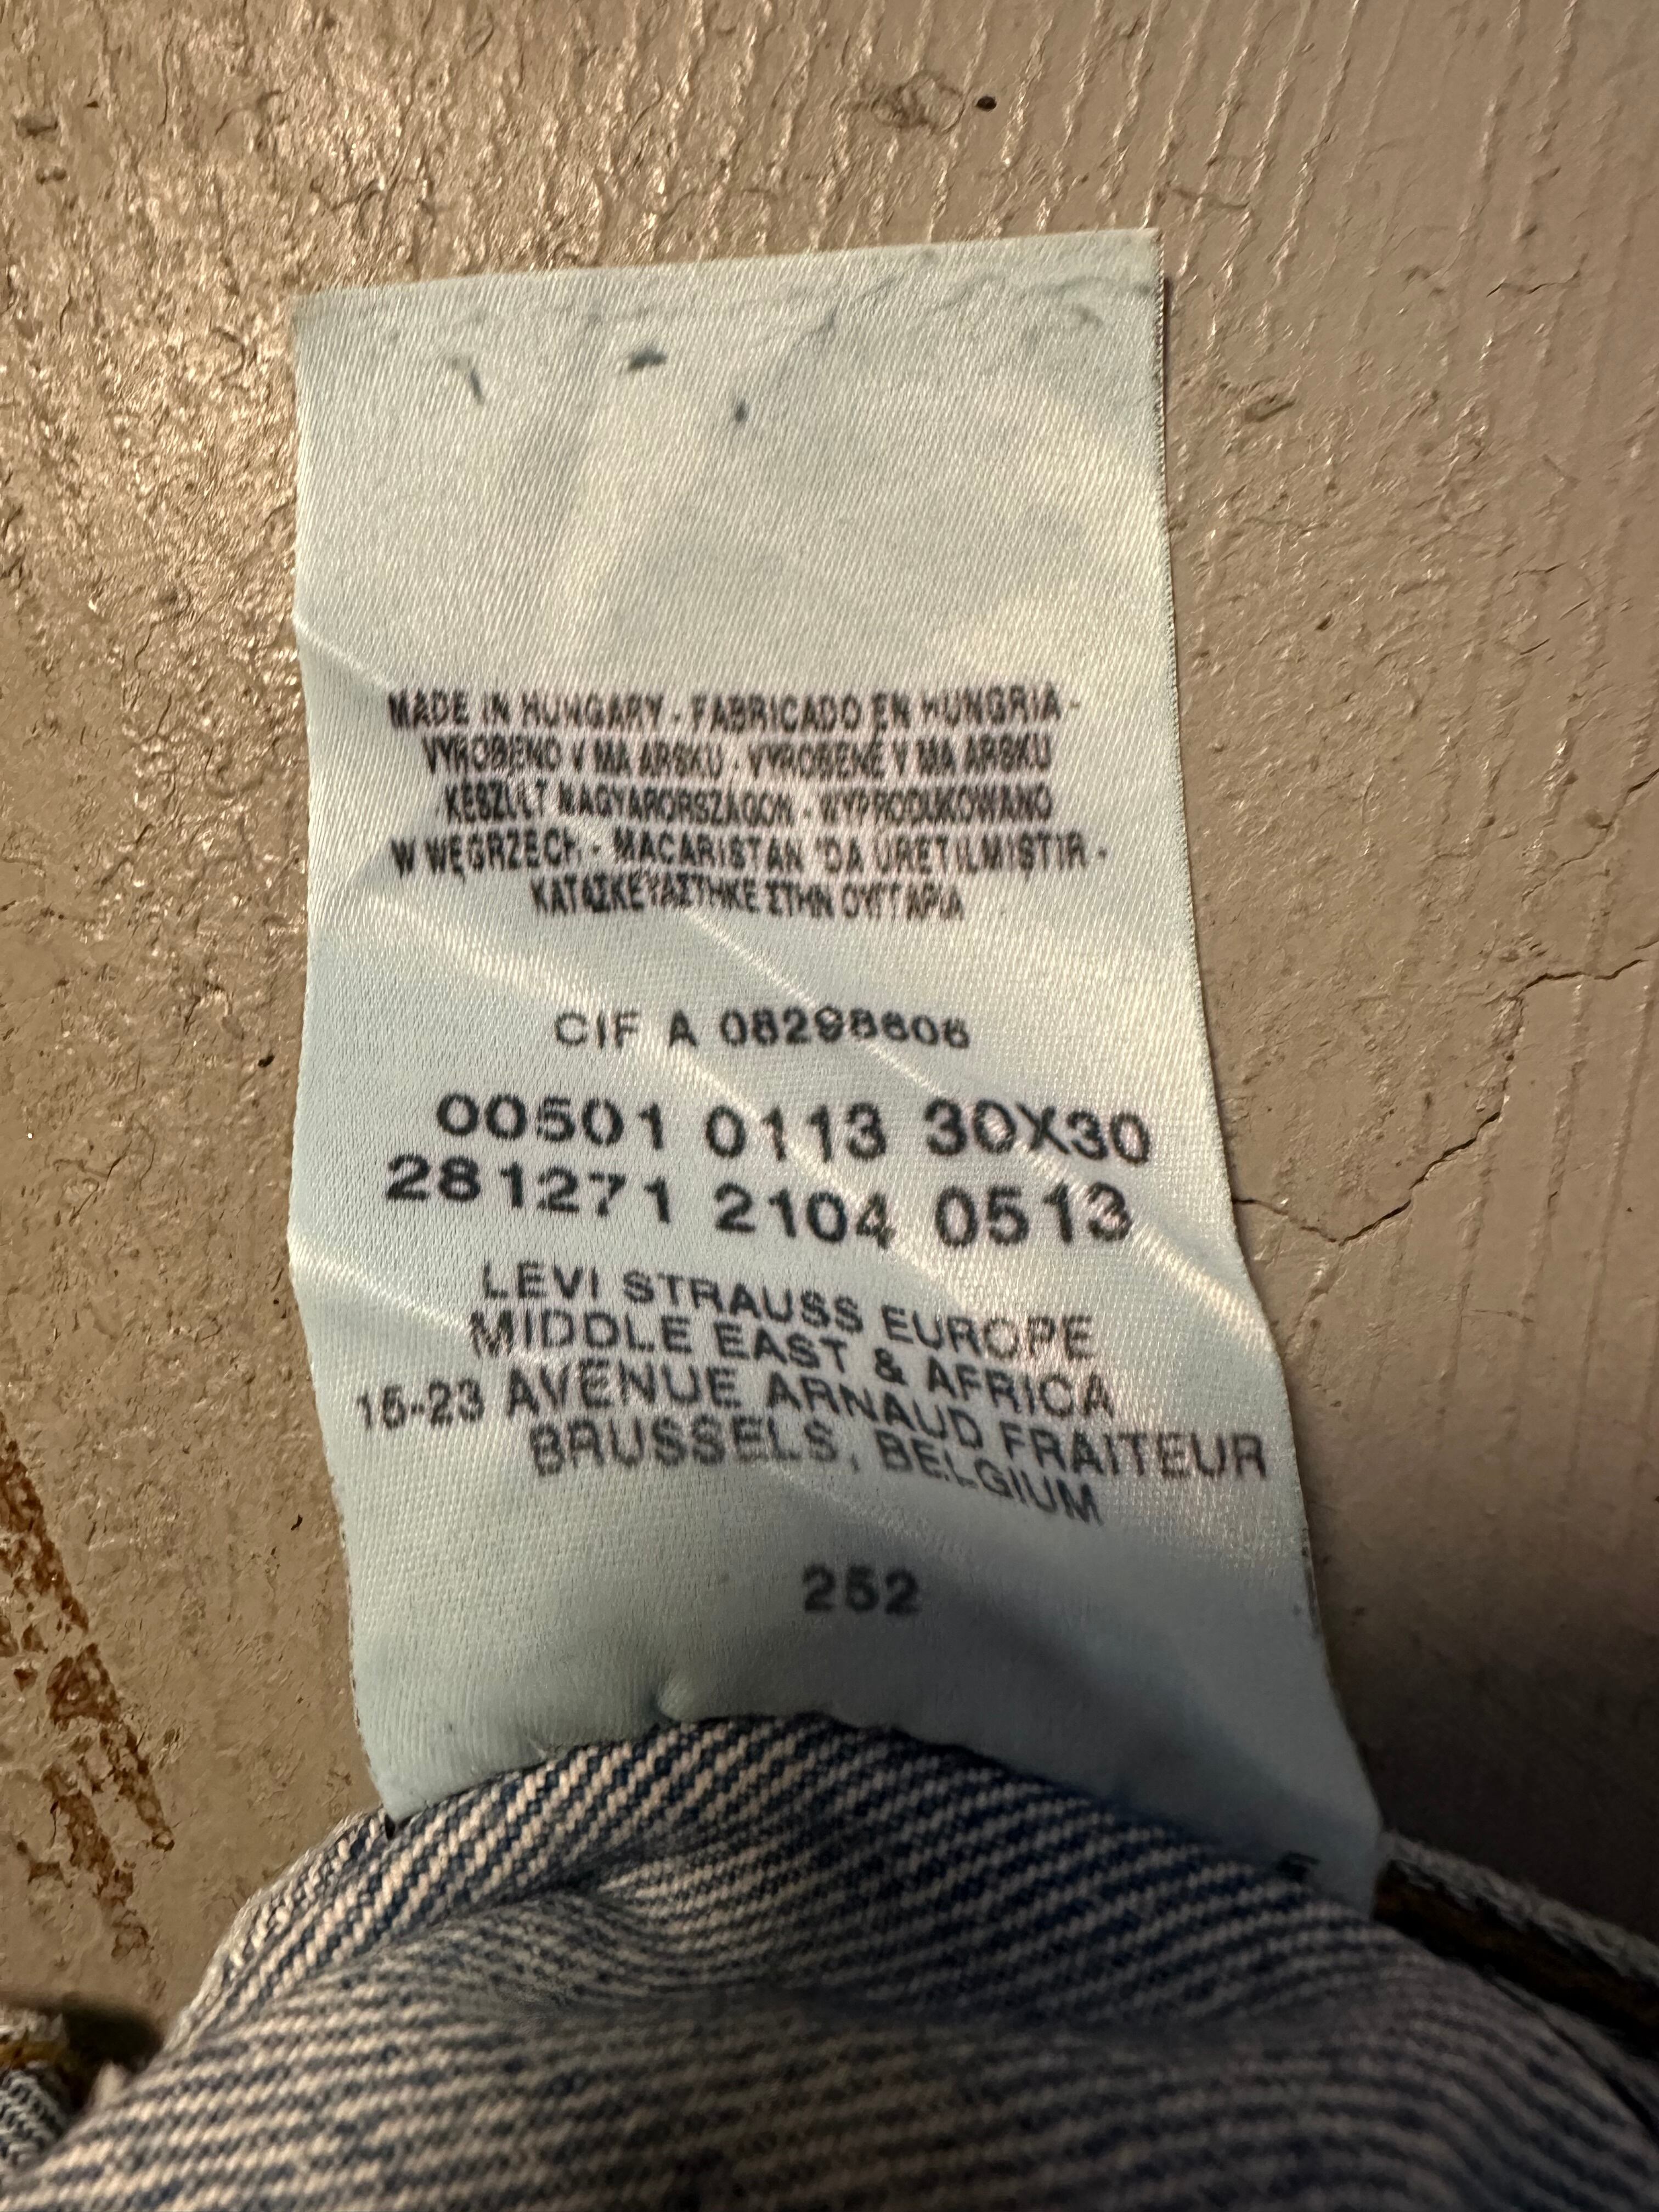 MADE IN HUNGARY - FABRICADO EN HUNGRIA -
VYROBENO V MA ARSKU - VYROBENÉ V MA ARSKU
KESZULT MAGYARORSZÁGON - WYPRODUKOWANO
W WĘGRZECH - MACARISTAN 'DA URETILMISTIR -
ΚΑΤΑΣΚΕΥΑΣΤΗΚΕ ΣΤΗΝ ΟΥΓΓΑΡΙΑ
CIF A 08298606
00501 0113 30X30
281271 2104 0513
LEVI STRAUSS EUROPE
MIDDLE EAST & AFRICA
15-23 AVENUE ARNAUD FRAITEUR
BRUSSELS, BELGIUM
252